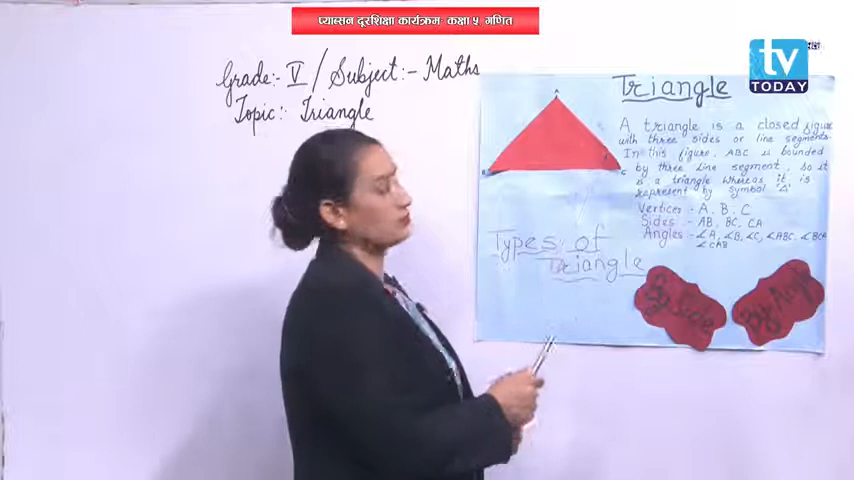 प्याब्सन दूरशिक्षा कार्यक्रमः कक्षा ५, गणित
tv
TODAY
Grade:- V / Subject:- Maths
Topic:- Triangle
Triangle
A
B
C
A triangle is a closed figure
with three sides or line segments.
In this figure, ABC is bounded
by three line segment, so it
is a triangle whereas it is
represent by symbol 'Δ'
Vertices :- A, B, C
Sides :- AB, BC, CA
Angles :- ∠A, ∠B, ∠C, ∠ABC, ∠BCA
∠CAB
Types of
Triangle
By Side
By Angle